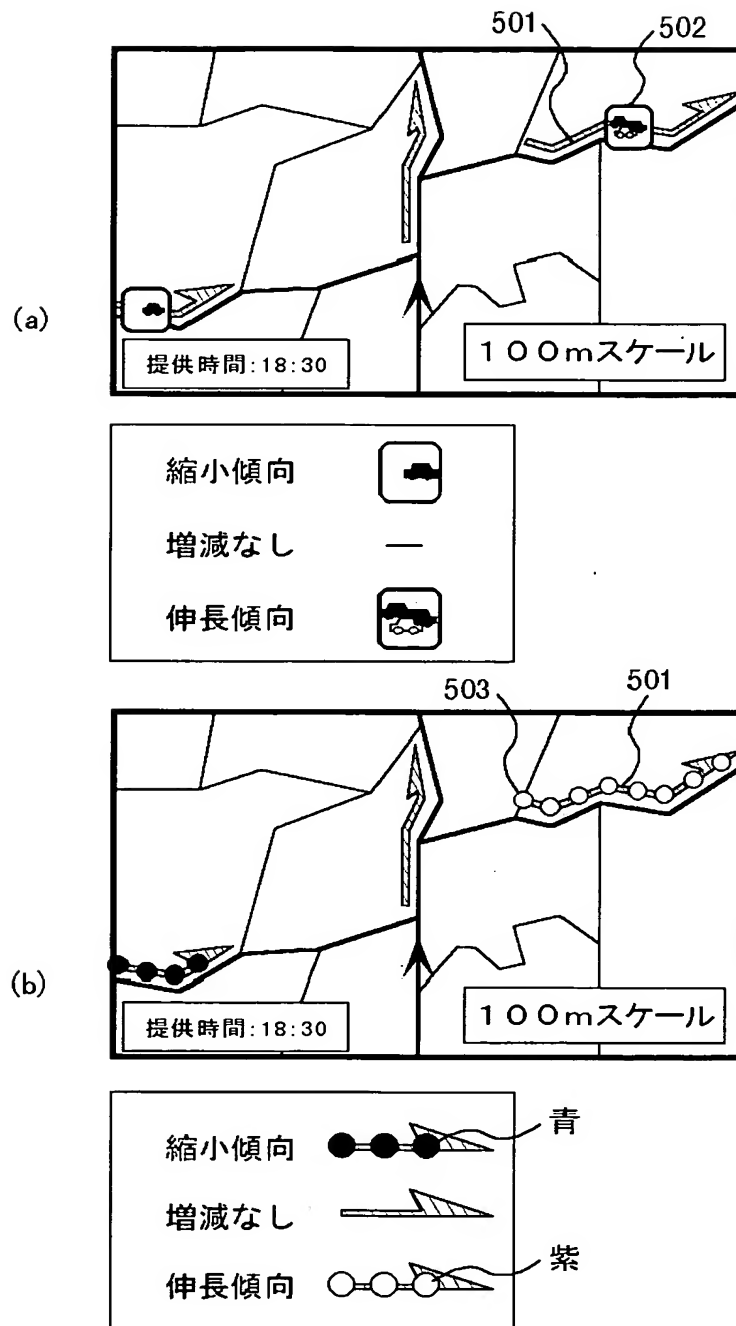 501 502
(a)
提供時間:18:30
100mスケール
縮小傾向
増減なし —
伸長傾向
503 501
(b)
提供時間:18:30
100mスケール
縮小傾向 青
増減なし
伸長傾向 紫